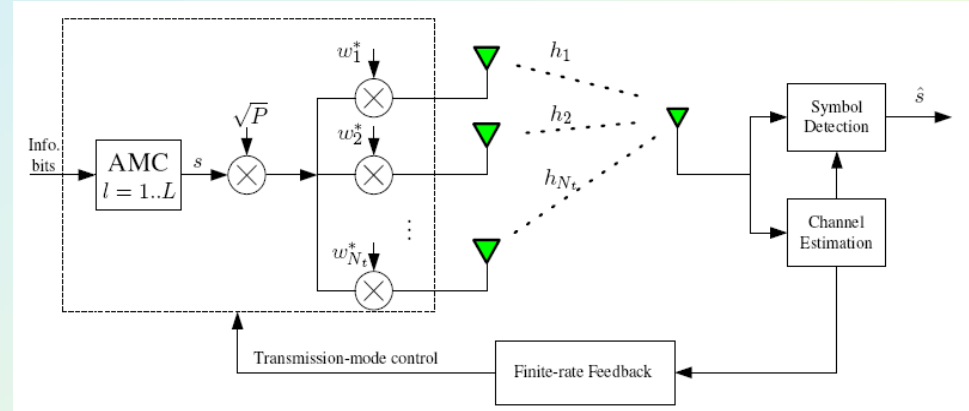 Info.
bits
AMC
l = 1..L
s
√P
w₁*
w₂*
⋮
w*_{N_t}
h₁
h₂
h_{N_t}
Symbol
Detection
ŝ
Channel
Estimation
Transmission-mode control
Finite-rate Feedback